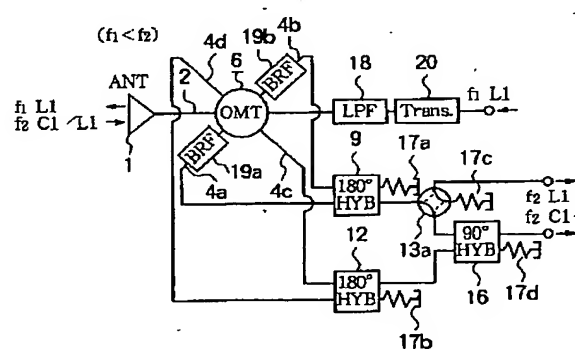 (f1<f2)
4d
6
19b
4b
BRF
18
20
ANT
2
OMT
LPF
Trans.
f1 L1
f1 L1
f2 C1/L1
1
BRF
19a
4a
4c
9
17a
17c
180°
HYB
13a
f2 L1
f2 C1
12
90°
HYB
16
17d
180°
HYB
17b